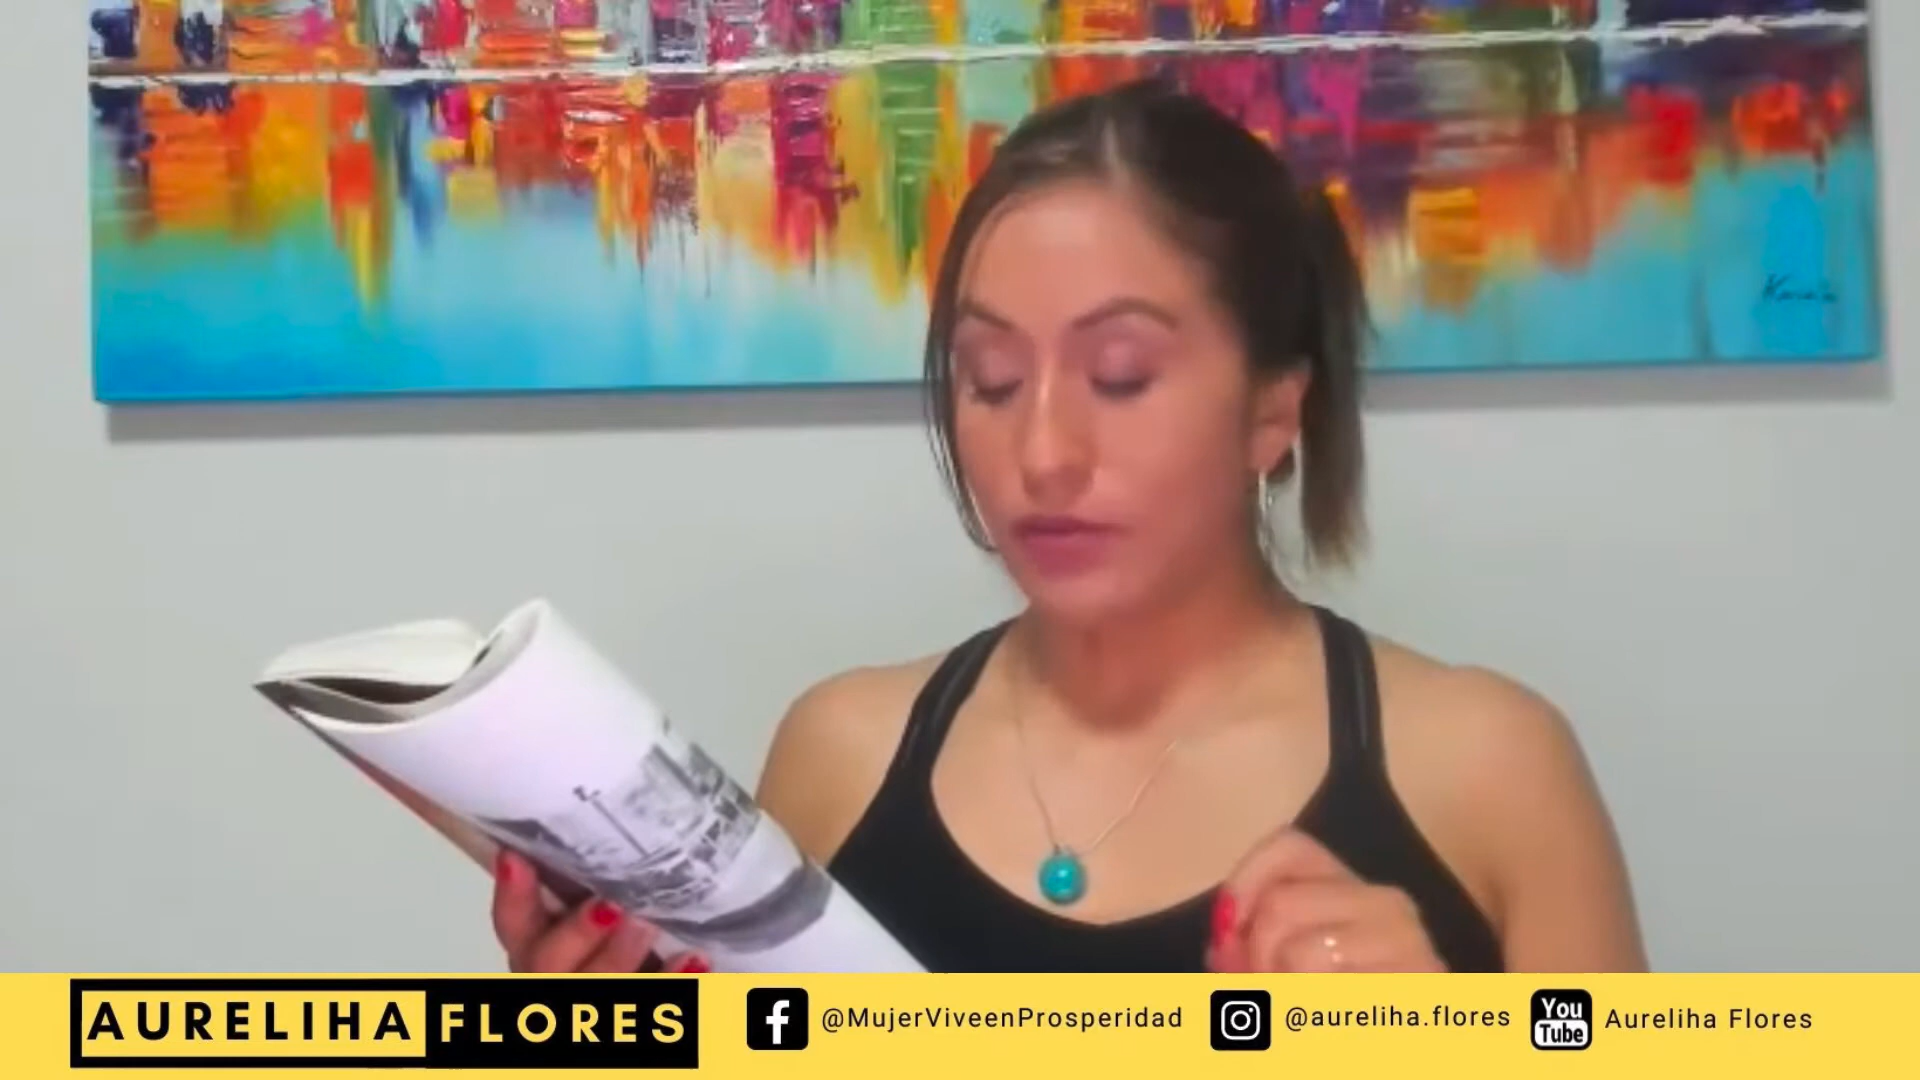 AURELIHA FLORES
@MujerViveenProsperidad
@aureliha.flores
You
Tube
Aureliha Flores